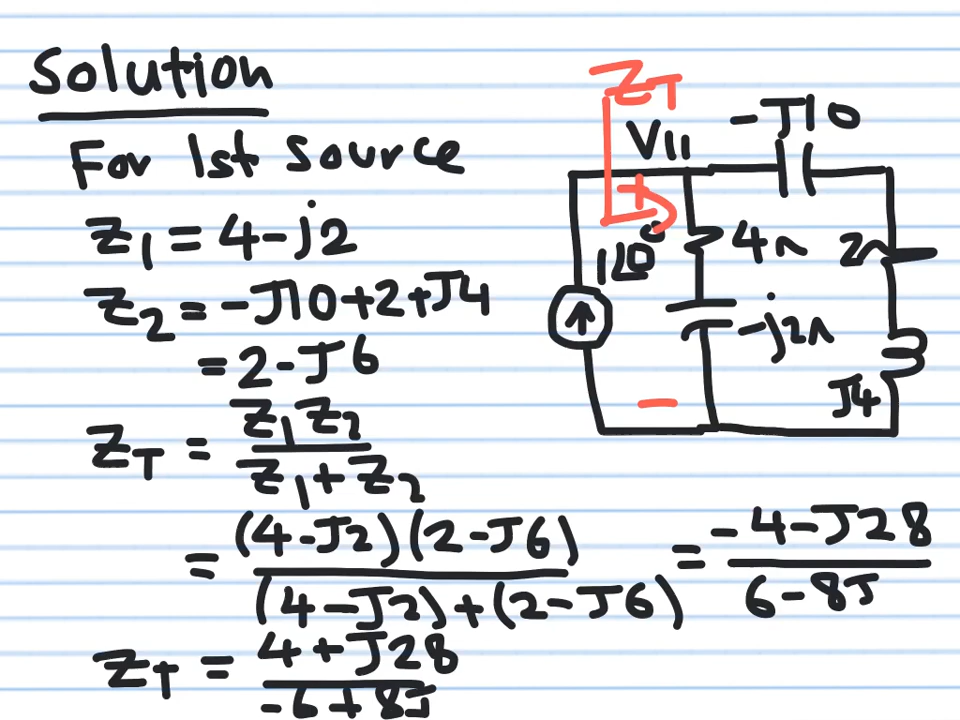 Solution
For 1st source
Z1 = 4-j2
Z2 = -J10+2+J4
= 2-J6
ZT = Z1 Z2 / Z1 + Z2
= (4-J2)(2-J6) / (4-J2)+(2-J6) = -4-J28 / 6-8J
ZT = 4+J28 / -6+8J
ZT
V11
-J10
+
1∠0°
4Ω
2Ω
-j2Ω
J4
-